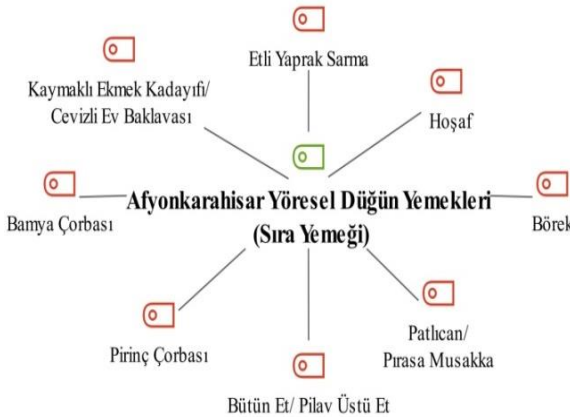 Etli Yaprak Sarma
Kaymaklı Ekmek Kadayıfı/
Cevizli Ev Baklavası
Hoşaf
Afyonkarahisar Yöresel Düğün Yemekleri
(Sıra Yemeği)
Bamya Çorbası
Börek
Pirinç Çorbası
Patlıcan/
Pırasa Musakka
Bütün Et/ Pilav Üstü Et